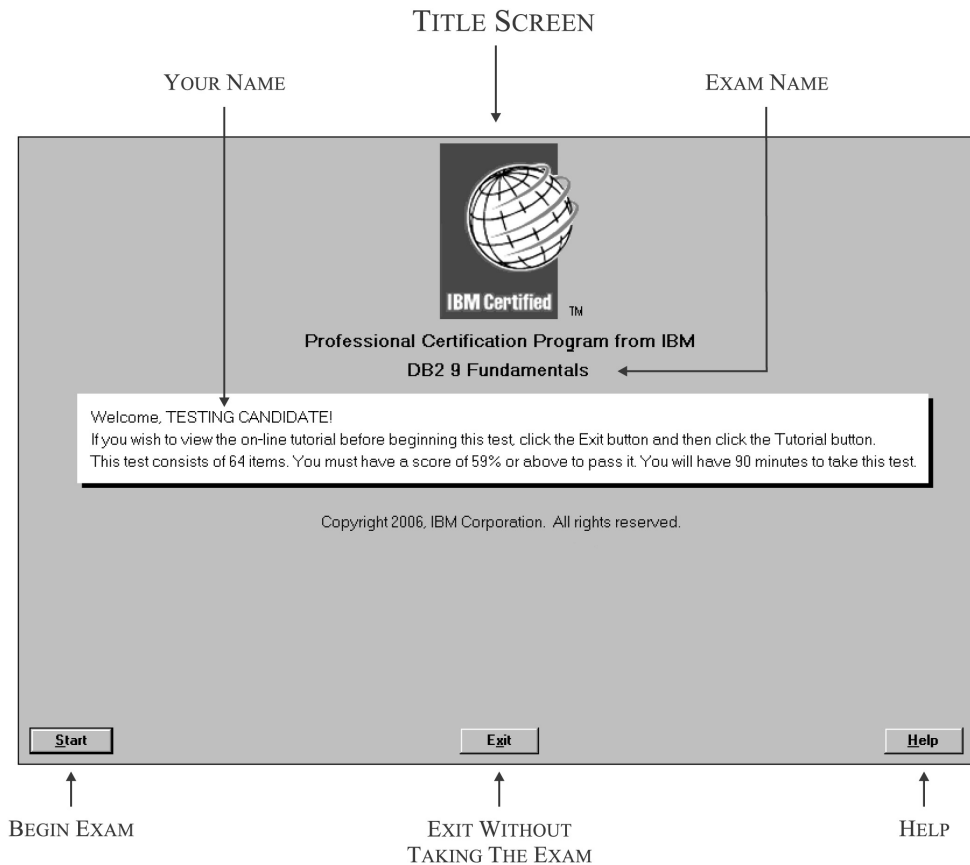 TITLE SCREEN
YOUR NAME
EXAM NAME
IBM Certified
TM
Professional Certification Program from IBM
DB2 9 Fundamentals
Welcome, TESTING CANDIDATE!
If you wish to view the on-line tutorial before beginning this test, click the Exit button and then click the Tutorial button.
This test consists of 64 items. You must have a score of 59% or above to pass it. You will have 90 minutes to take this test.
Copyright 2006, IBM Corporation. All rights reserved.
Start
Exit
Help
BEGIN EXAM
EXIT WITHOUT
TAKING THE EXAM
HELP